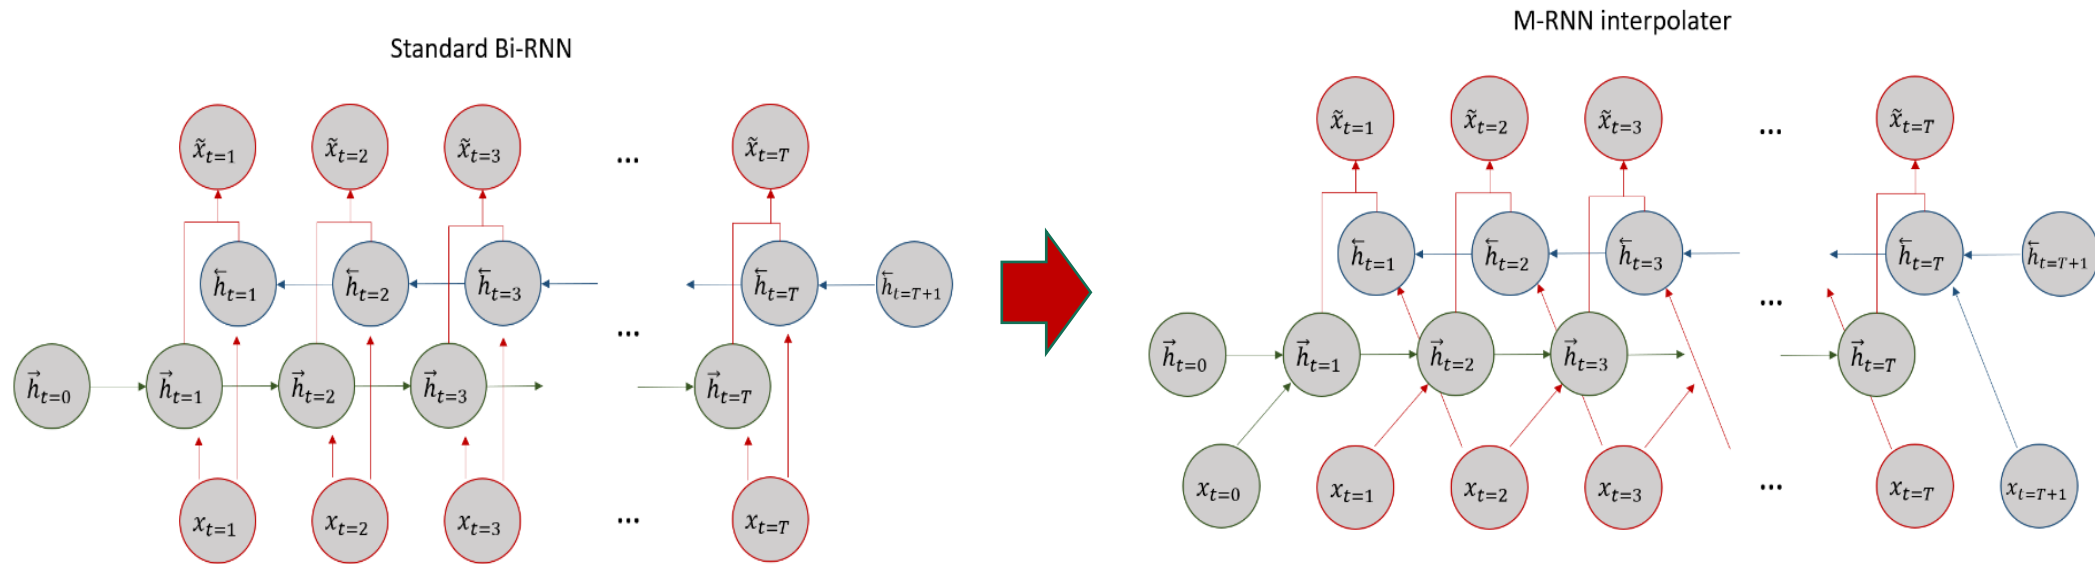 Standard Bi-RNN
x̃ₜ₌₁ x̃ₜ₌₂ x̃ₜ₌₃ ... x̃ₜ₌T
h⃖ₜ₌₁ h⃖ₜ₌₂ h⃖ₜ₌₃ h⃖ₜ₌T h⃖ₜ₌T₊₁
...
h⃗ₜ₌₀ h⃗ₜ₌₁ h⃗ₜ₌₂ h⃗ₜ₌₃ h⃗ₜ₌T
xₜ₌₁ xₜ₌₂ xₜ₌₃ ... xₜ₌T
M-RNN interpolater
x̃ₜ₌₁ x̃ₜ₌₂ x̃ₜ₌₃ ... x̃ₜ₌T
h⃖ₜ₌₁ h⃖ₜ₌₂ h⃖ₜ₌₃ h⃖ₜ₌T h⃖ₜ₌T₊₁
...
h⃗ₜ₌₀ h⃗ₜ₌₁ h⃗ₜ₌₂ h⃗ₜ₌₃ h⃗ₜ₌T
xₜ₌₀ xₜ₌₁ xₜ₌₂ xₜ₌₃ ... xₜ₌T xₜ₌T₊₁